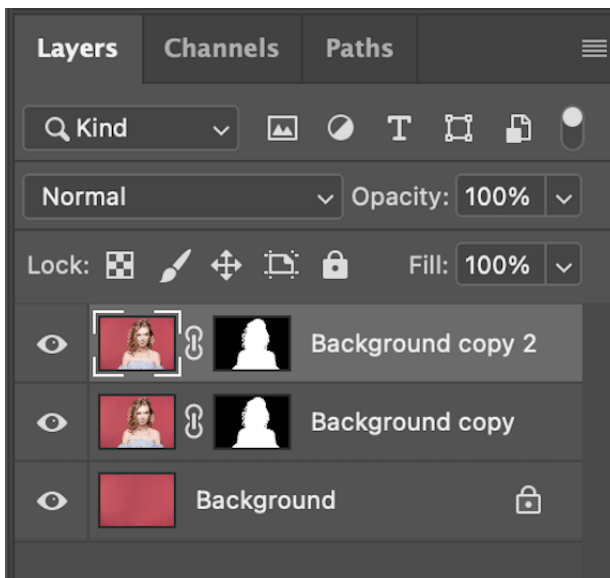 Layers Channels Paths
Kind
Normal Opacity: 100%
Lock: Fill: 100%
Background copy 2
Background copy
Background